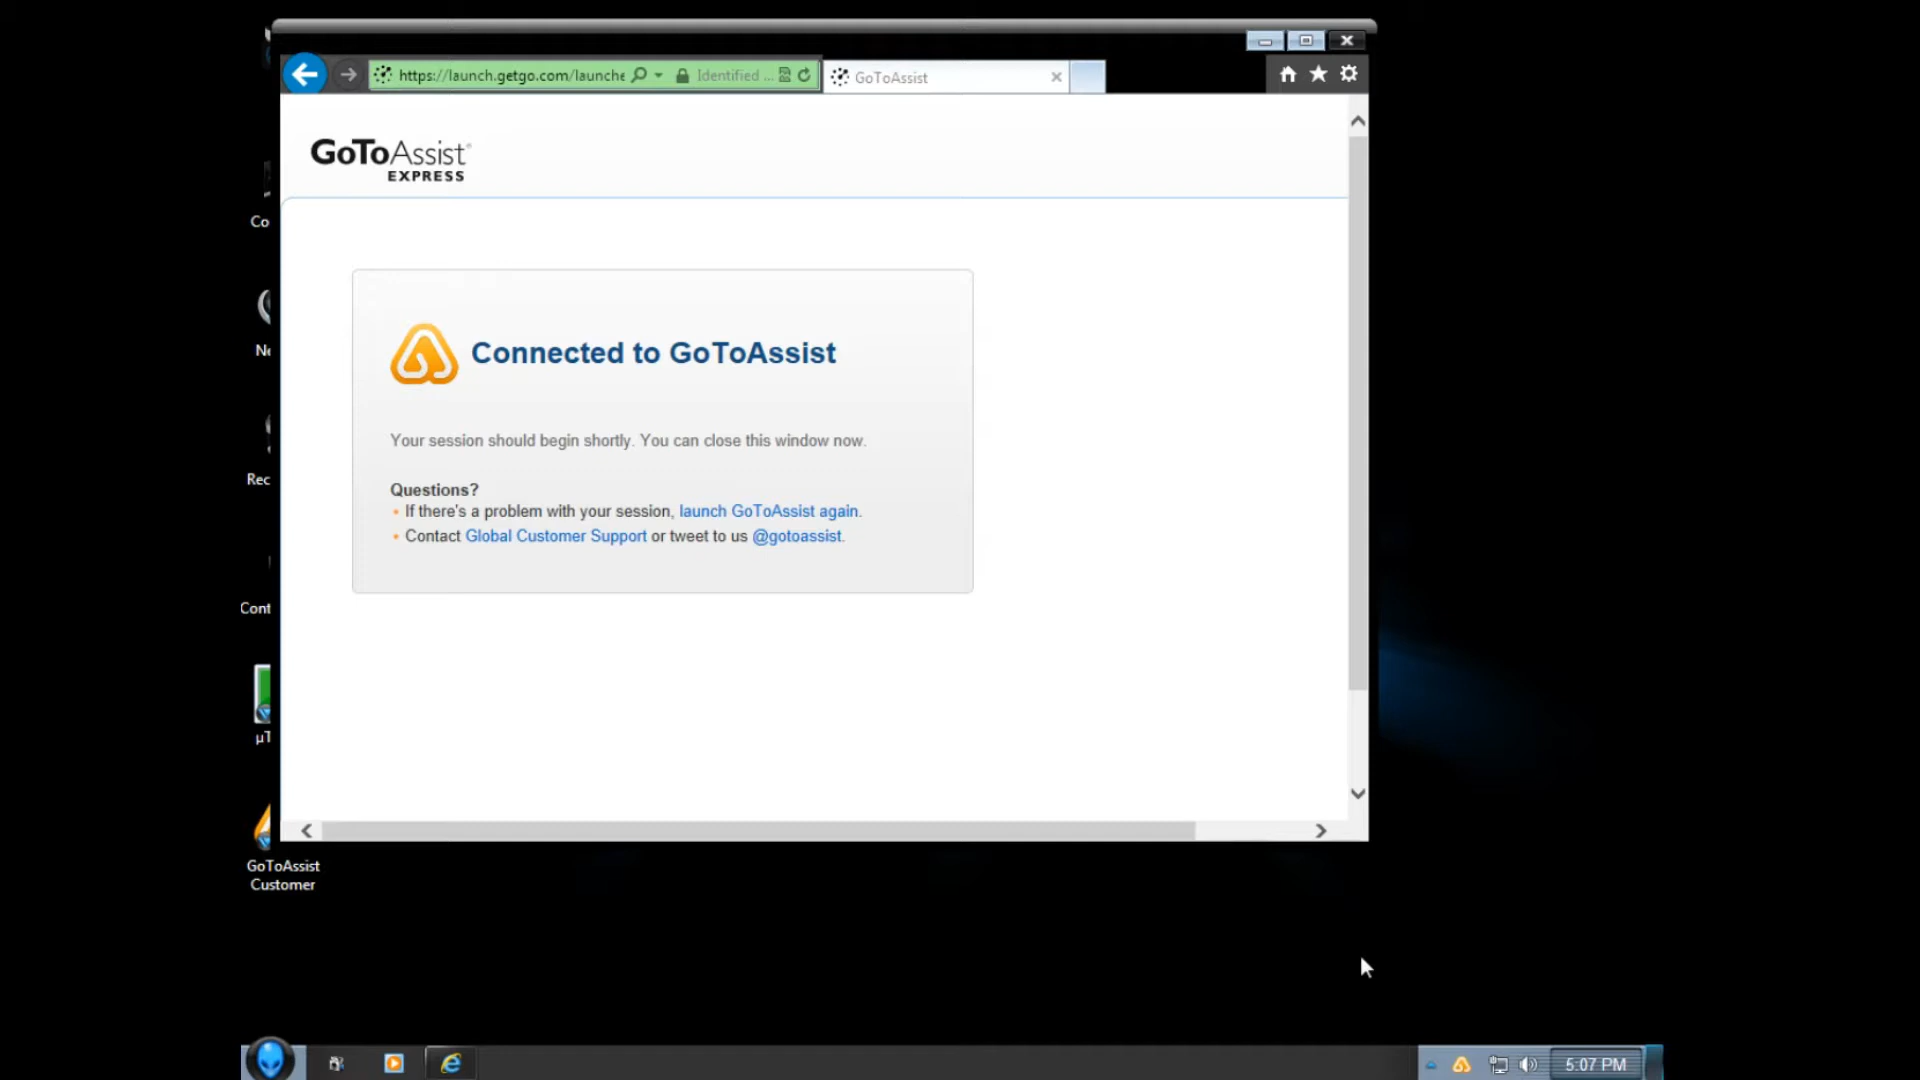 https://launch.getgo.com/launche
Identified ...
GoToAssist
GoToAssist
EXPRESS
Connected to GoToAssist
Your session should begin shortly. You can close this window now.
Questions?
• If there's a problem with your session, launch GoToAssist again.
• Contact Global Customer Support or tweet to us @gotoassist.
Co
Ne
Rec
Cont
µT
GoToAssist
Customer
5:07 PM